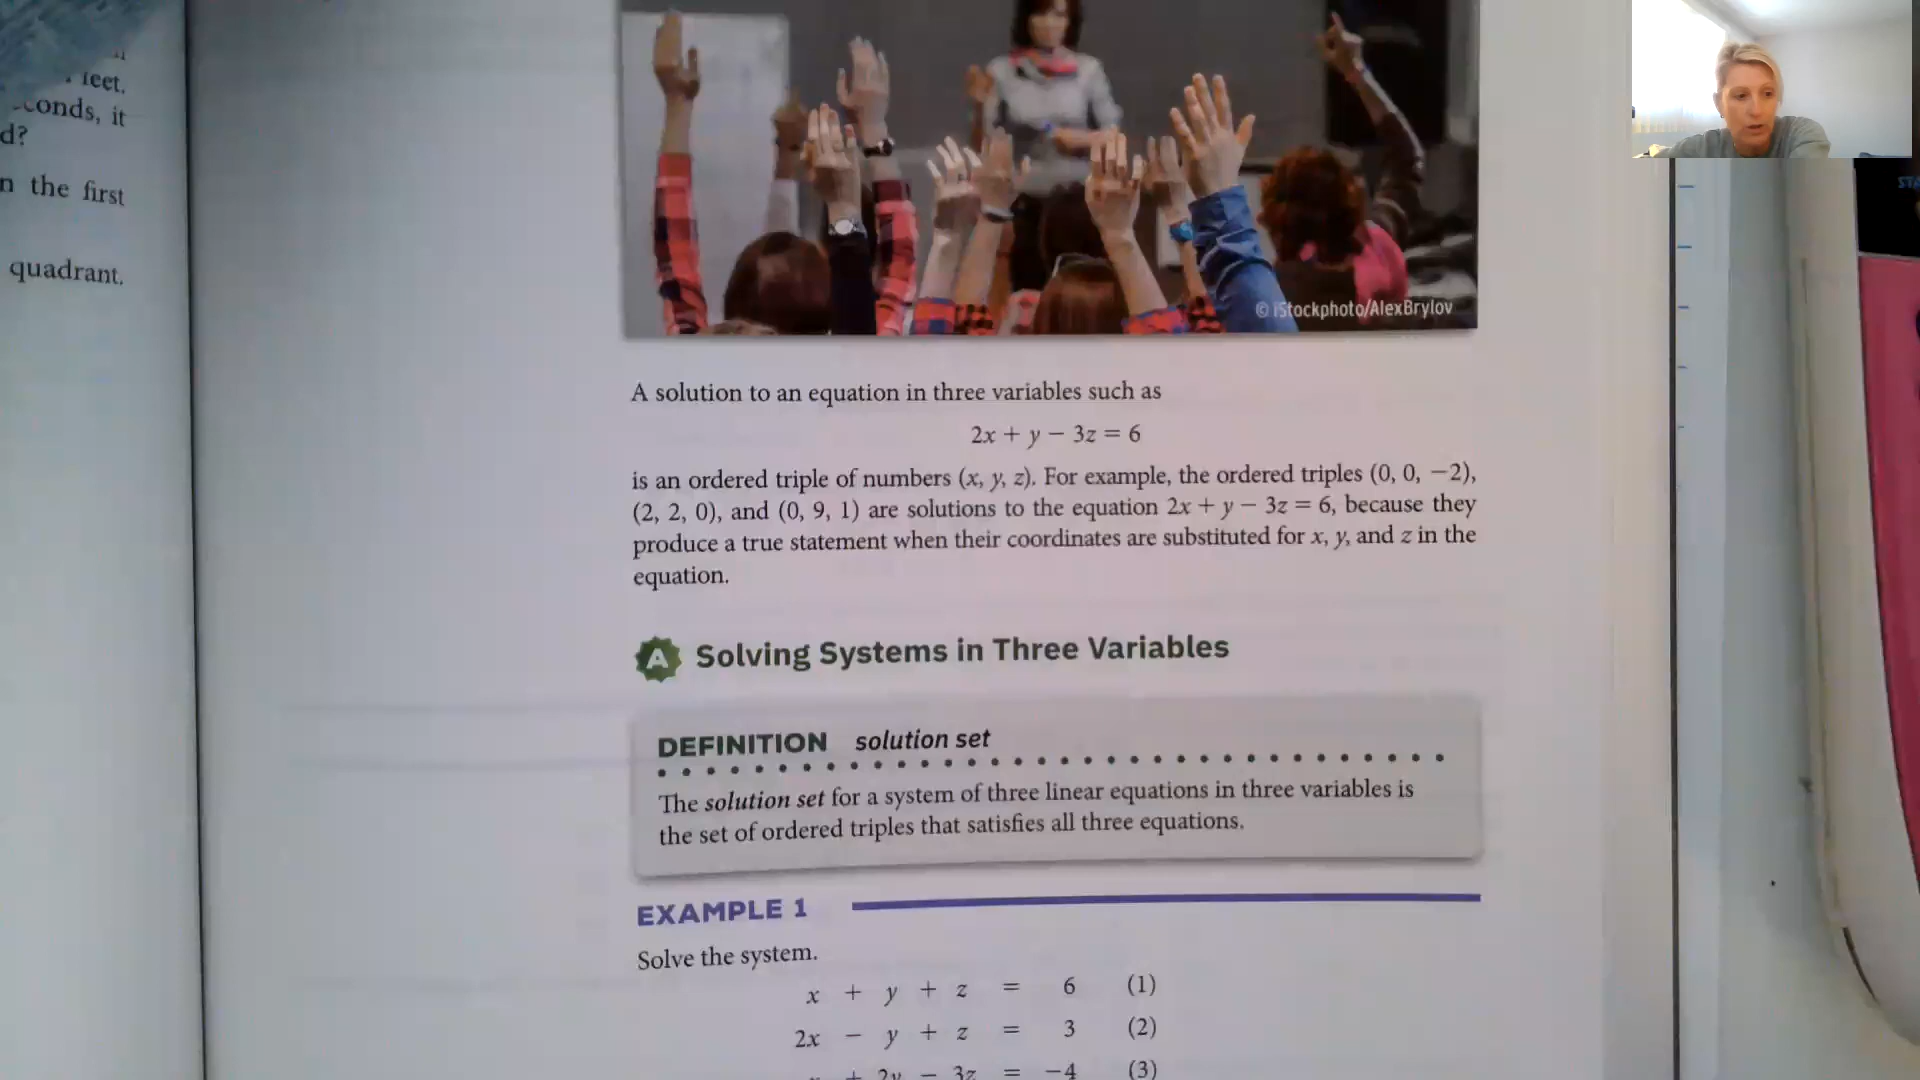 feet.
it
d?
n the first
quadrant.
© iStockphoto/AlexBrylov
A solution to an equation in three variables such as
2x + y − 3z = 6
is an ordered triple of numbers (x, y, z). For example, the ordered triples (0, 0, −2),
(2, 2, 0), and (0, 9, 1) are solutions to the equation 2x + y − 3z = 6, because they
produce a true statement when their coordinates are substituted for x, y, and z in the
equation.
A Solving Systems in Three Variables
DEFINITION solution set
The solution set for a system of three linear equations in three variables is
the set of ordered triples that satisfies all three equations.
EXAMPLE 1
Solve the system.
x + y + z = 6 (1)
2x − y + z = 3 (2)
+ 2y − 3z = −4 (3)